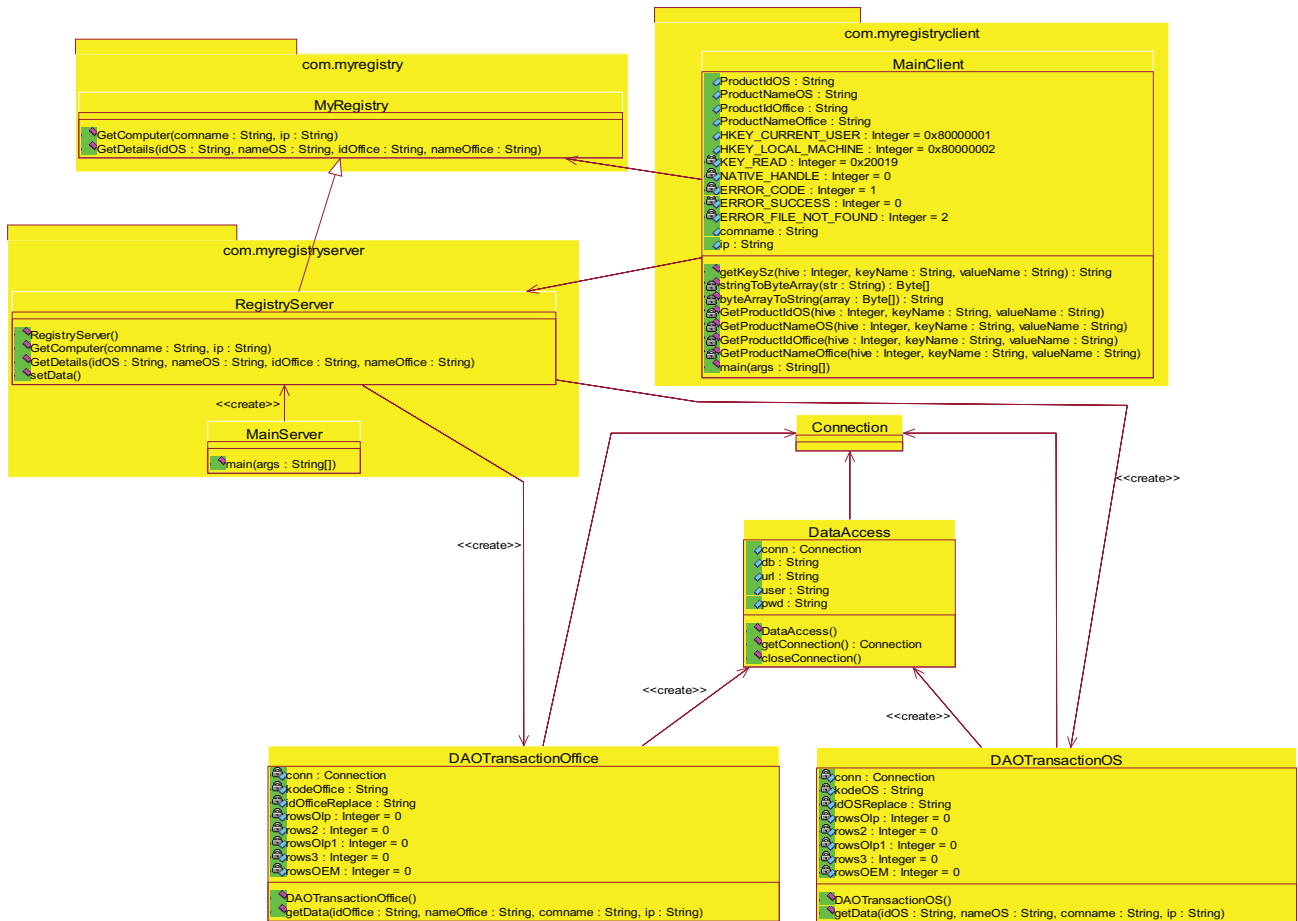 com.myregistryclient
MainClient
ProductIdOS : String
ProductNameOS : String
ProductIdOffice : String
ProductNameOffice : String
HKEY_CURRENT_USER : Integer = 0x80000001
HKEY_LOCAL_MACHINE : Integer = 0x80000002
KEY_READ : Integer = 0x20019
NATIVE_HANDLE : Integer = 0
ERROR_CODE : Integer = 1
ERROR_SUCCESS : Integer = 0
ERROR_FILE_NOT_FOUND : Integer = 2
comname : String
ip : String
getKeySz(hive : Integer, keyName : String, valueName : String) : String
stringToByteArray(str : String) : Byte[]
byteArrayToString(array : Byte[]) : String
GetProductIdOS(hive : Integer, keyName : String, valueName : String)
GetProductNameOS(hive : Integer, keyName : String, valueName : String)
GetProductIdOffice(hive : Integer, keyName : String, valueName : String)
GetProductNameOffice(hive : Integer, keyName : String, valueName : String)
main(args : String[])
com.myregistry
MyRegistry
GetComputer(comname : String, ip : String)
GetDetails(idOS : String, nameOS : String, idOffice : String, nameOffice : String)
com.myregistryserver
RegistryServer
RegistryServer()
GetComputer(comname : String, ip : String)
GetDetails(idOS : String, nameOS : String, idOffice : String, nameOffice : String)
setData()
<<create>>
MainServer
main(args : String[])
Connection
<<create>>
<<create>>
DataAccess
conn : Connection
db : String
url : String
user : String
pwd : String
DataAccess()
getConnection() : Connection
closeConnection()
<<create>>
<<create>>
DAOTransactionOffice
conn : Connection
kodeOffice : String
idOfficeReplace : String
rowsOlp : Integer = 0
rows2 : Integer = 0
rowsOlp1 : Integer = 0
rows3 : Integer = 0
rowsOEM : Integer = 0
DAOTransactionOffice()
getData(idOffice : String, nameOffice : String, comname : String, ip : String)
DAOTransactionOS
conn : Connection
kodeOS : String
idOSReplace : String
rowsOlp : Integer = 0
rows2 : Integer = 0
rowsOlp1 : Integer = 0
rows3 : Integer = 0
rowsOEM : Integer = 0
DAOTransactionOS()
getData(idOS : String, nameOS : String, comname : String, ip : String)